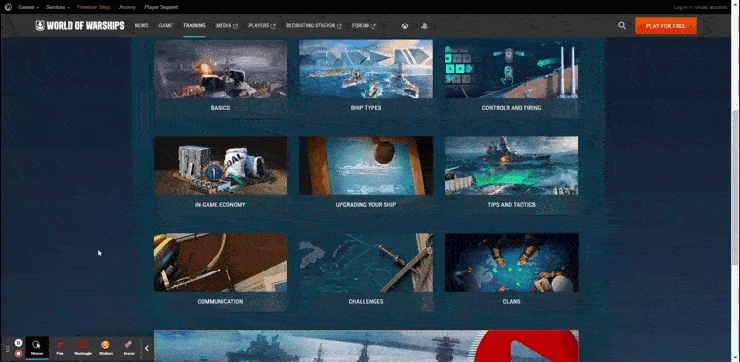 Games Services Premium Shop Armory Player Support Log in or create account
WORLD OF WARSHIPS NEWS GAME TRAINING MEDIA PLAYERS RECRUITING STATION FORUM PLAY FOR FREE
BASICS SHIP TYPES CONTROLS AND FIRING
IN-GAME ECONOMY UPGRADING YOUR SHIP TIPS AND TACTICS
COMMUNICATION CHALLENGES CLANS
Mouse Pen Rectangle Stickers Eraser